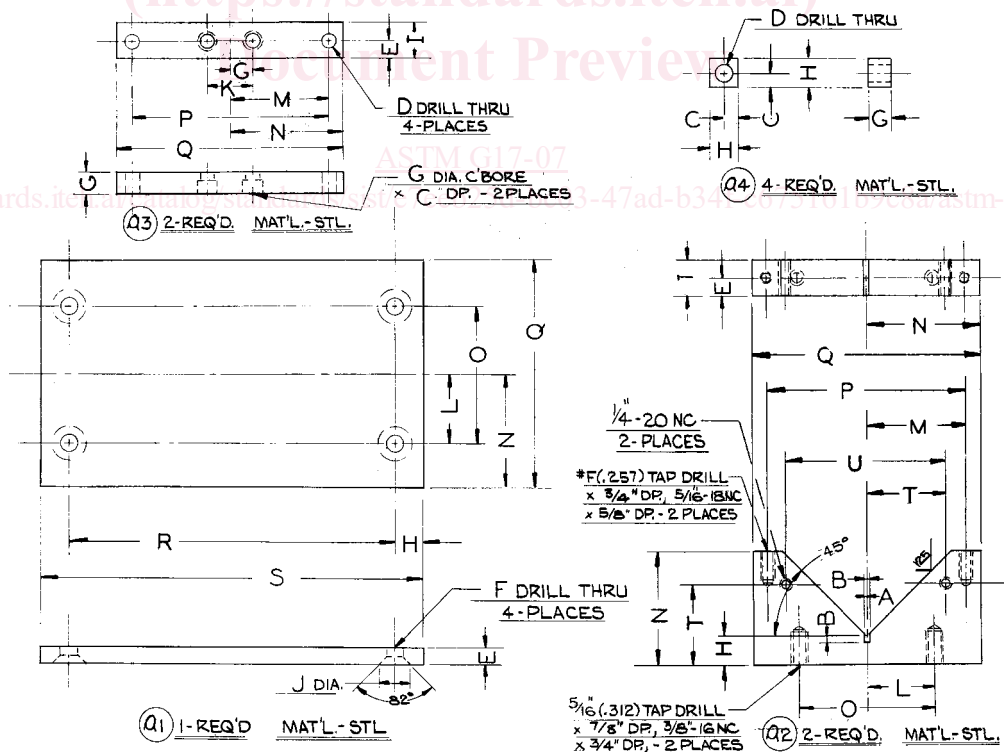 (https://standards.iteh.ai)
Document Preview
ASTM G17-07
D DRILL THRU
4-PLACES
E
I
G
K
M
P
N
Q
G
G DIA. C'BORE
x C" DP. - 2 PLACES
a3 2-REQ'D. MAT'L.-STL.
D DRILL THRU
C
C
H
H
G
a4 4-REQ'D. MAT'L.-STL.
O
Q
L
N
R
H
S
F DRILL THRU
4-PLACES
E
J DIA.
82°
a1 1-REQ'D MAT'L-STL
I
E
N
Q
P
M
U
T
1/4"-20 NC
2-PLACES
#F(.257) TAP DRILL
x 3/4" DP., 5/16-18NC
x 5/8" DP. - 2 PLACES
45°
125
B
A
B
N
T
H
L
O
5/16"(.312) TAP DRILL
x 7/8" DP., 3/8"-16NC
x 3/4" DP., - 2 PLACES
a2 2-REQ'D. MAT'L.-STL.